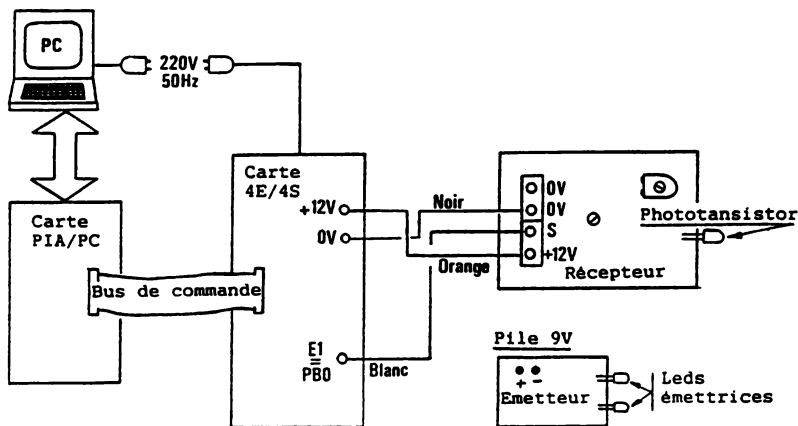 PC
220V
50Hz
Carte
4E/4S
+12V
0V
Noir
0V
0V
S
+12V
Phototansistor
Récepteur
Orange
Carte
PIA/PC
Bus de commande
E1
PB0
Blanc
Pile 9V
+ -
Emetteur
Leds
émettrices